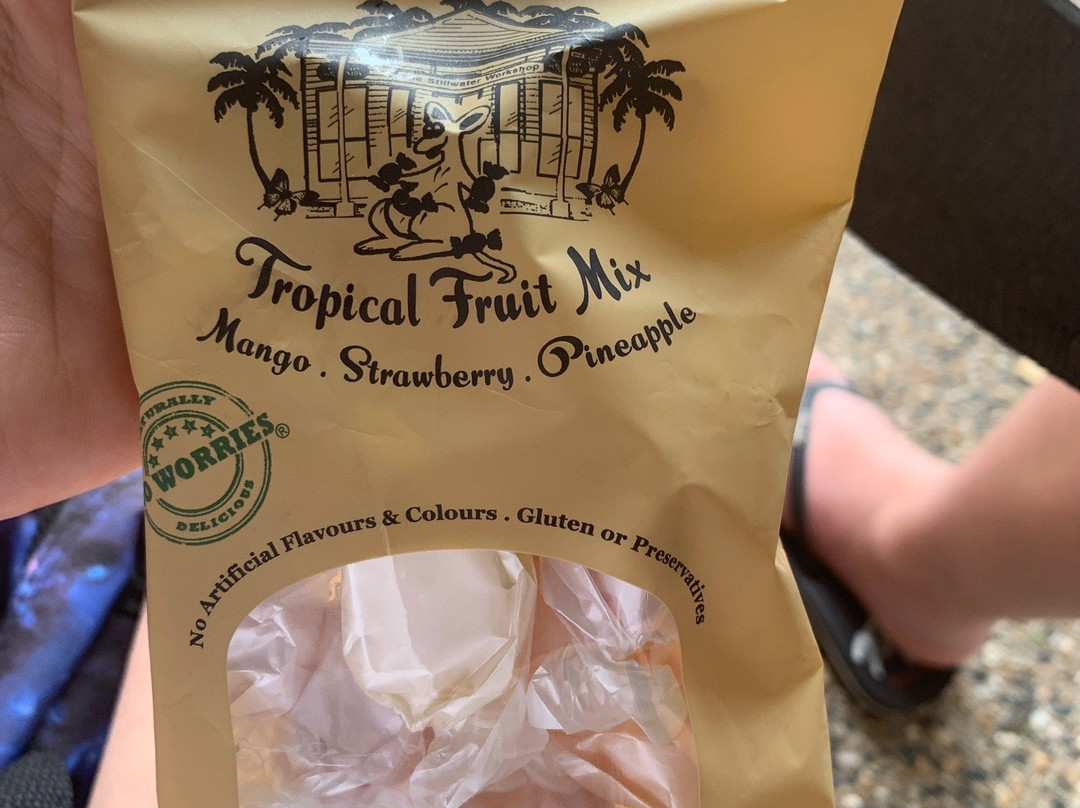 Stillwater Workshop
Tropical Fruit Mix
Mango . Strawberry . Pineapple
WORRIES®
DELICIOUS
No Artificial Flavours & Colours . Gluten or Preservatives